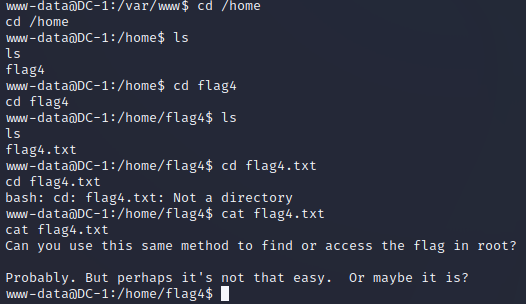 www-data@DC-1:/var/www$ cd /home
cd /home
www-data@DC-1:/home$ ls
ls
flag4
www-data@DC-1:/home$ cd flag4
cd flag4
www-data@DC-1:/home/flag4$ ls
ls
flag4.txt
www-data@DC-1:/home/flag4$ cd flag4.txt
cd flag4.txt
bash: cd: flag4.txt: Not a directory
www-data@DC-1:/home/flag4$ cat flag4.txt
cat flag4.txt
Can you use this same method to find or access the flag in root?
Probably. But perhaps it's not that easy.  Or maybe it is?
www-data@DC-1:/home/flag4$